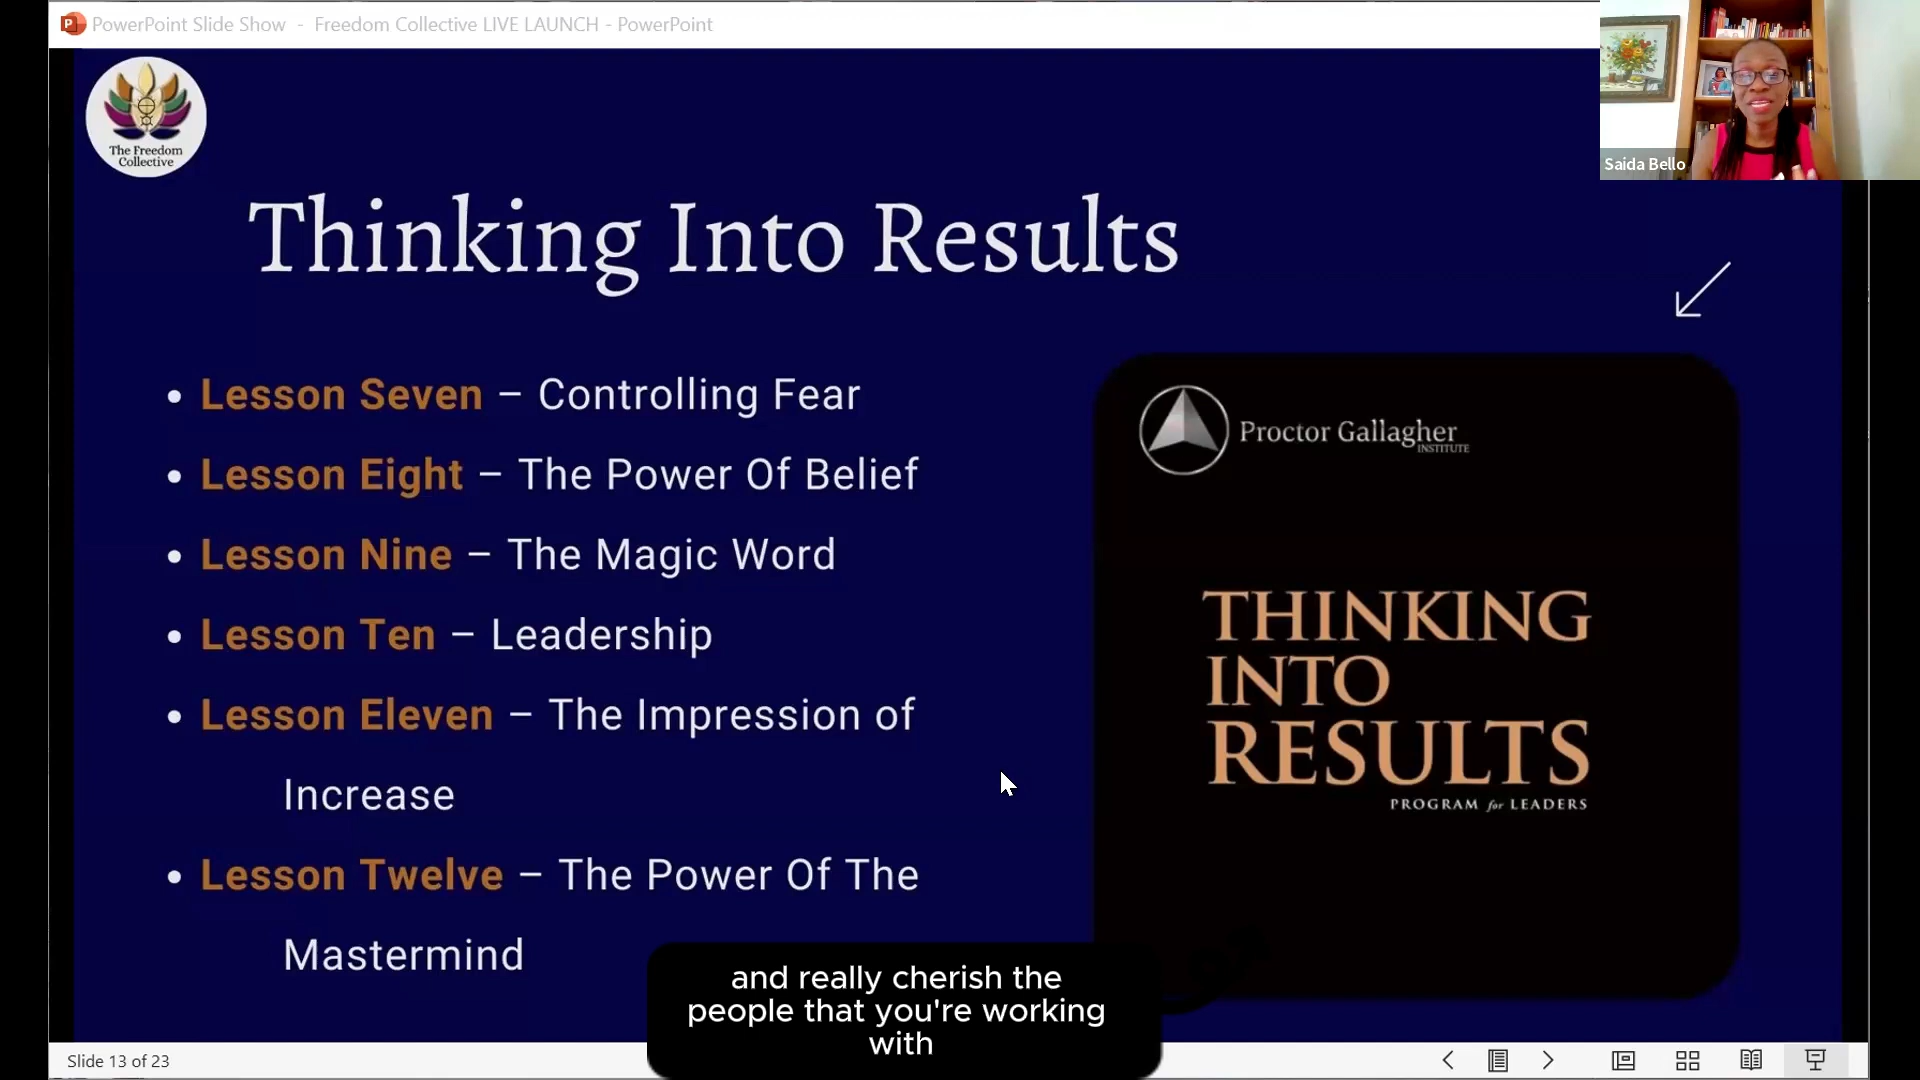 PowerPoint Slide Show - Freedom Collective LIVE LAUNCH - PowerPoint
The Freedom
Collective
Saida Bello
Thinking Into Results
• Lesson Seven – Controlling Fear
• Lesson Eight – The Power Of Belief
• Lesson Nine – The Magic Word
• Lesson Ten – Leadership
• Lesson Eleven – The Impression of
Increase
• Lesson Twelve – The Power Of The
Mastermind
Proctor Gallagher
INSTITUTE
THINKING
INTO
RESULTS
PROGRAM for LEADERS
and really cherish the
people that you're working
with
Slide 13 of 23